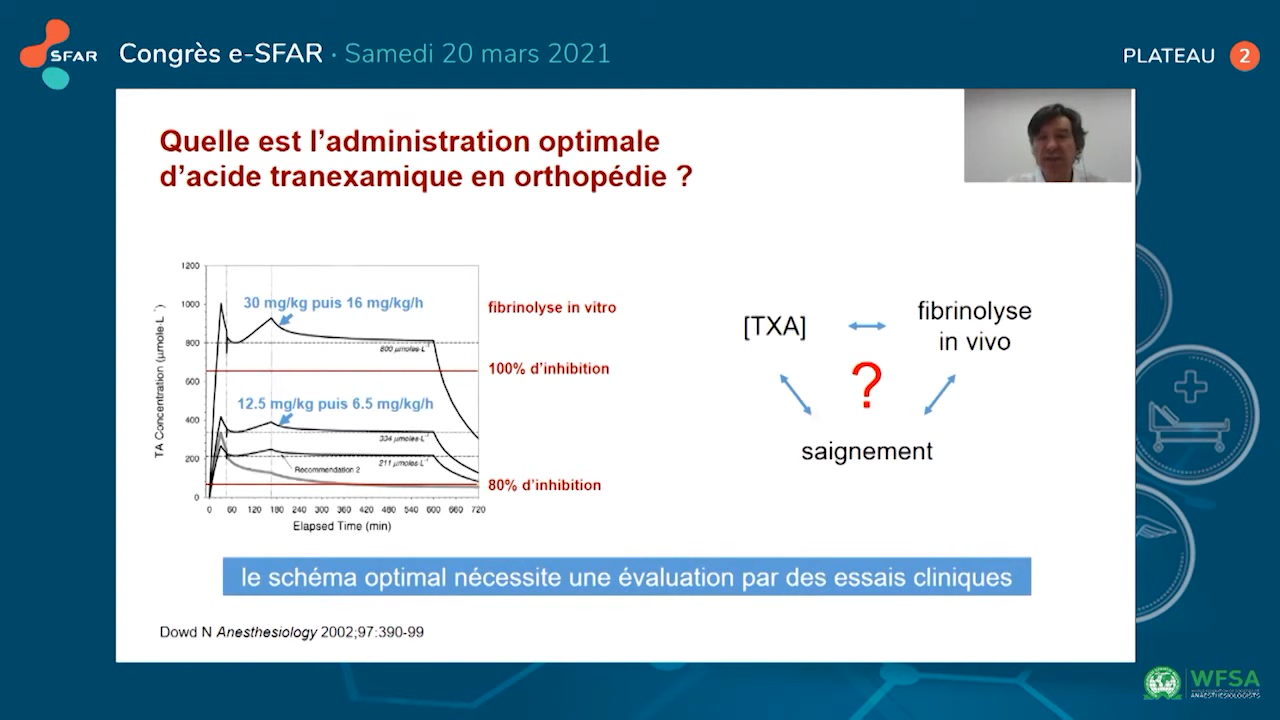 SFAR
Congrès e-SFAR · Samedi 20 mars 2021
PLATEAU 2
Quelle est l'administration optimale
d'acide tranexamique en orthopédie ?
TA Concentration (µmole·L⁻¹)
1200
1000
800
600
400
200
0
30 mg/kg puis 16 mg/kg/h
800 µmoles·L⁻¹
12.5 mg/kg puis 6.5 mg/kg/h
334 µmoles·L⁻¹
211 µmoles·L⁻¹
Recommendation 2
0 60 120 180 240 300 360 420 480 540 600 660 720
Elapsed Time (min)
fibrinolyse in vitro
100% d'inhibition
80% d'inhibition
[TXA]
fibrinolyse
in vivo
?
saignement
le schéma optimal nécessite une évaluation par des essais cliniques
Dowd N Anesthesiology 2002;97:390-99
WFSA
ANAESTHESIOLOGISTS